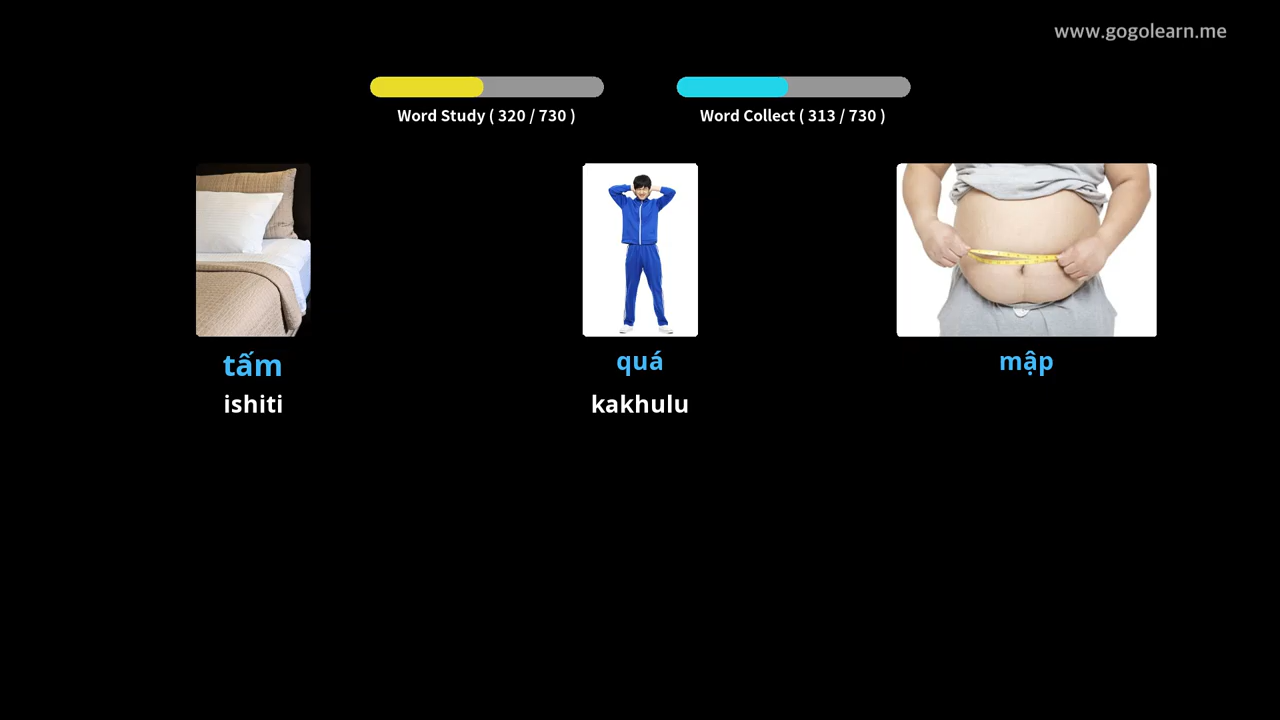 www.gogolearn.me
Word Study ( 320 / 730 )
Word Collect ( 313 / 730 )
tấm
quá
mập
ishiti
kakhulu